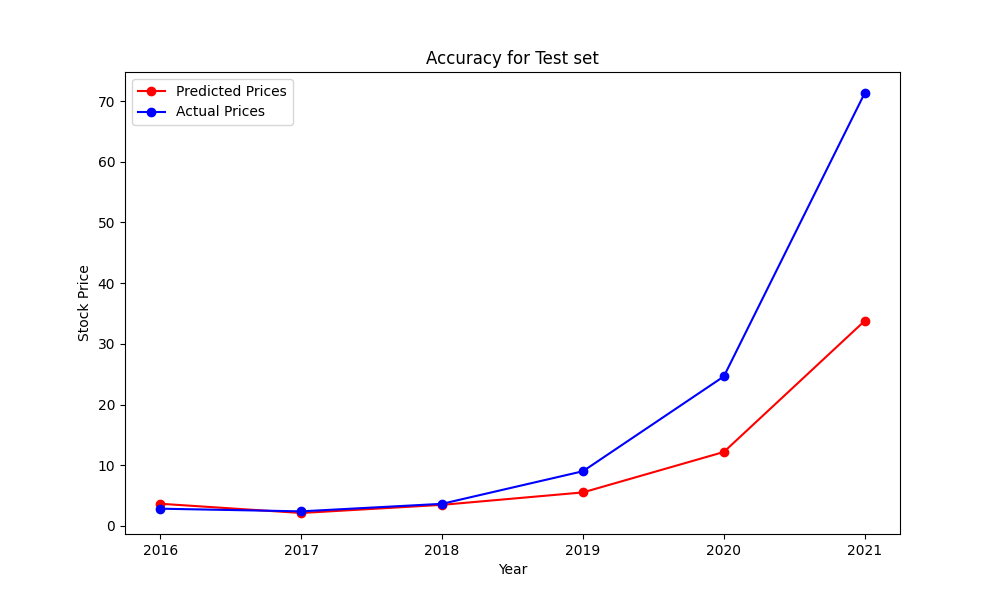 Accuracy for Test set
Predicted Prices
Actual Prices
70
60
50
40
30
20
10
0
Stock Price
2016 2017 2018 2019 2020 2021
Year